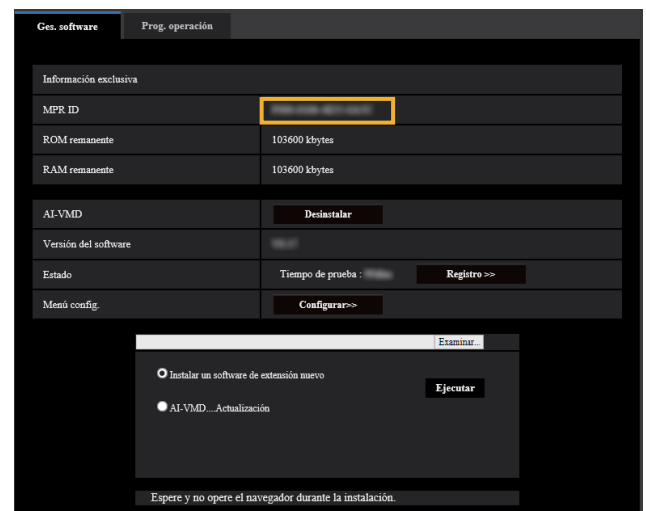 Ges. software Prog. operación
Información exclusiva
MPR ID
ROM remanente 103600 kbytes
RAM remanente 103600 kbytes
AI-VMD Desinstalar
Versión del software
Estado Tiempo de prueba : Registro >>
Menú config. Configurar>>
Examinar...
Instalar un software de extensión nuevo
Ejecutar
AI-VMD....Actualización
Espere y no opere el navegador durante la instalación.